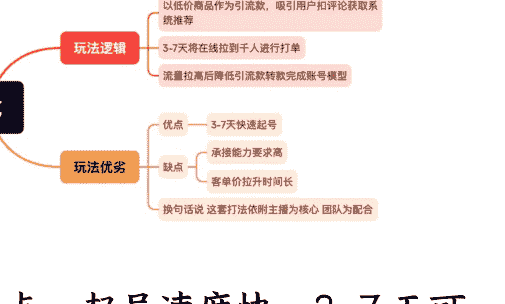 以低价商品作为引流款，吸引用户扣评论获取系
统推荐
玩法逻辑
3-7天将在线拉到千人进行打单
流量拉高后降低引流款转款完成账号模型
优点
3-7天快速起号
玩法优劣
承接能力要求高
缺点
客单价拉升时间长
换句话说 这套打法依附主播为核心 团队为配合